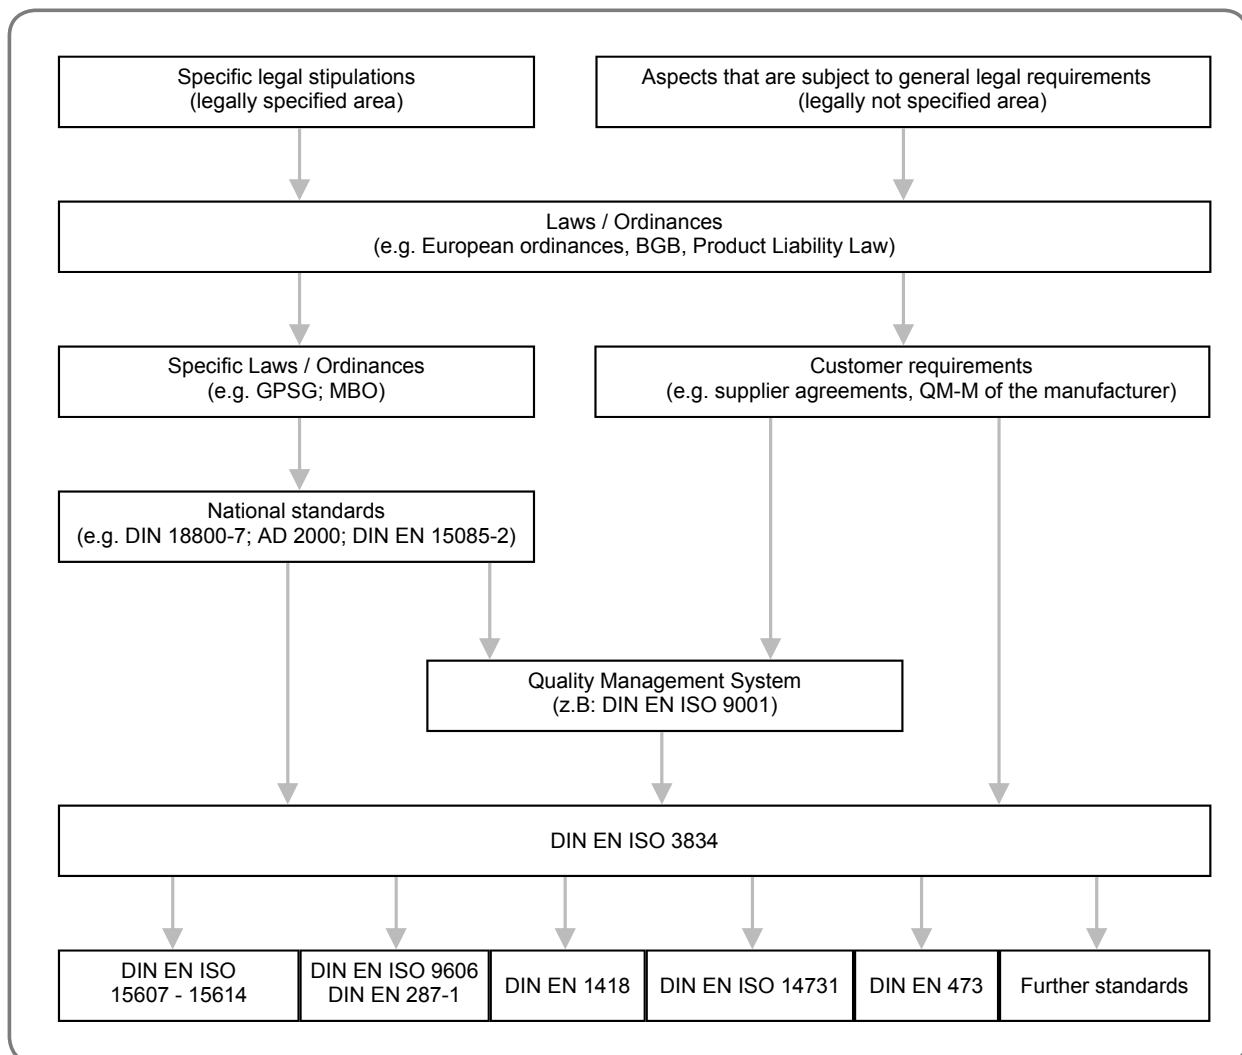 Specific legal stipulations
(legally specified area)
Aspects that are subject to general legal requirements
(legally not specified area)
Laws / Ordinances
(e.g. European ordinances, BGB, Product Liability Law)
Specific Laws / Ordinances
(e.g. GPSG; MBO)
Customer requirements
(e.g. supplier agreements, QM-M of the manufacturer)
National standards
(e.g. DIN 18800-7; AD 2000; DIN EN 15085-2)
Quality Management System
(z.B: DIN EN ISO 9001)
DIN EN ISO 3834
DIN EN ISO
15607 - 15614
DIN EN ISO 9606
DIN EN 287-1
DIN EN 1418
DIN EN ISO 14731
DIN EN 473
Further standards